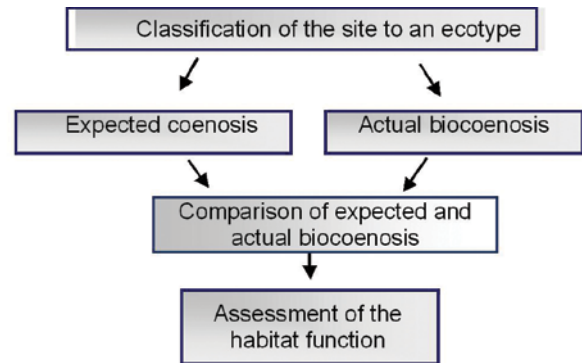 Classification of the site to an ecotype
Expected coenosis
Actual biocoenosis
Comparison of expected and
actual biocoenosis
Assessment of the
habitat function